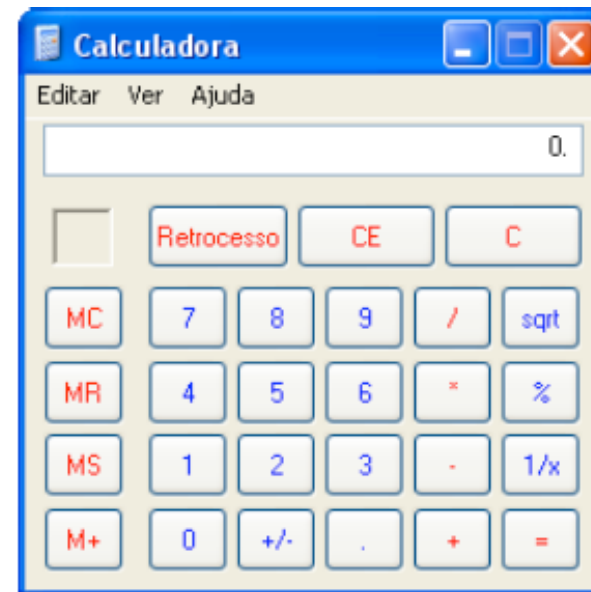 Calculadora
Editar Ver Ajuda
0.
Retrocesso CE C
MC 7 8 9 / sqrt
MR 4 5 6 * %
MS 1 2 3 - 1/x
M+ 0 +/- . + =